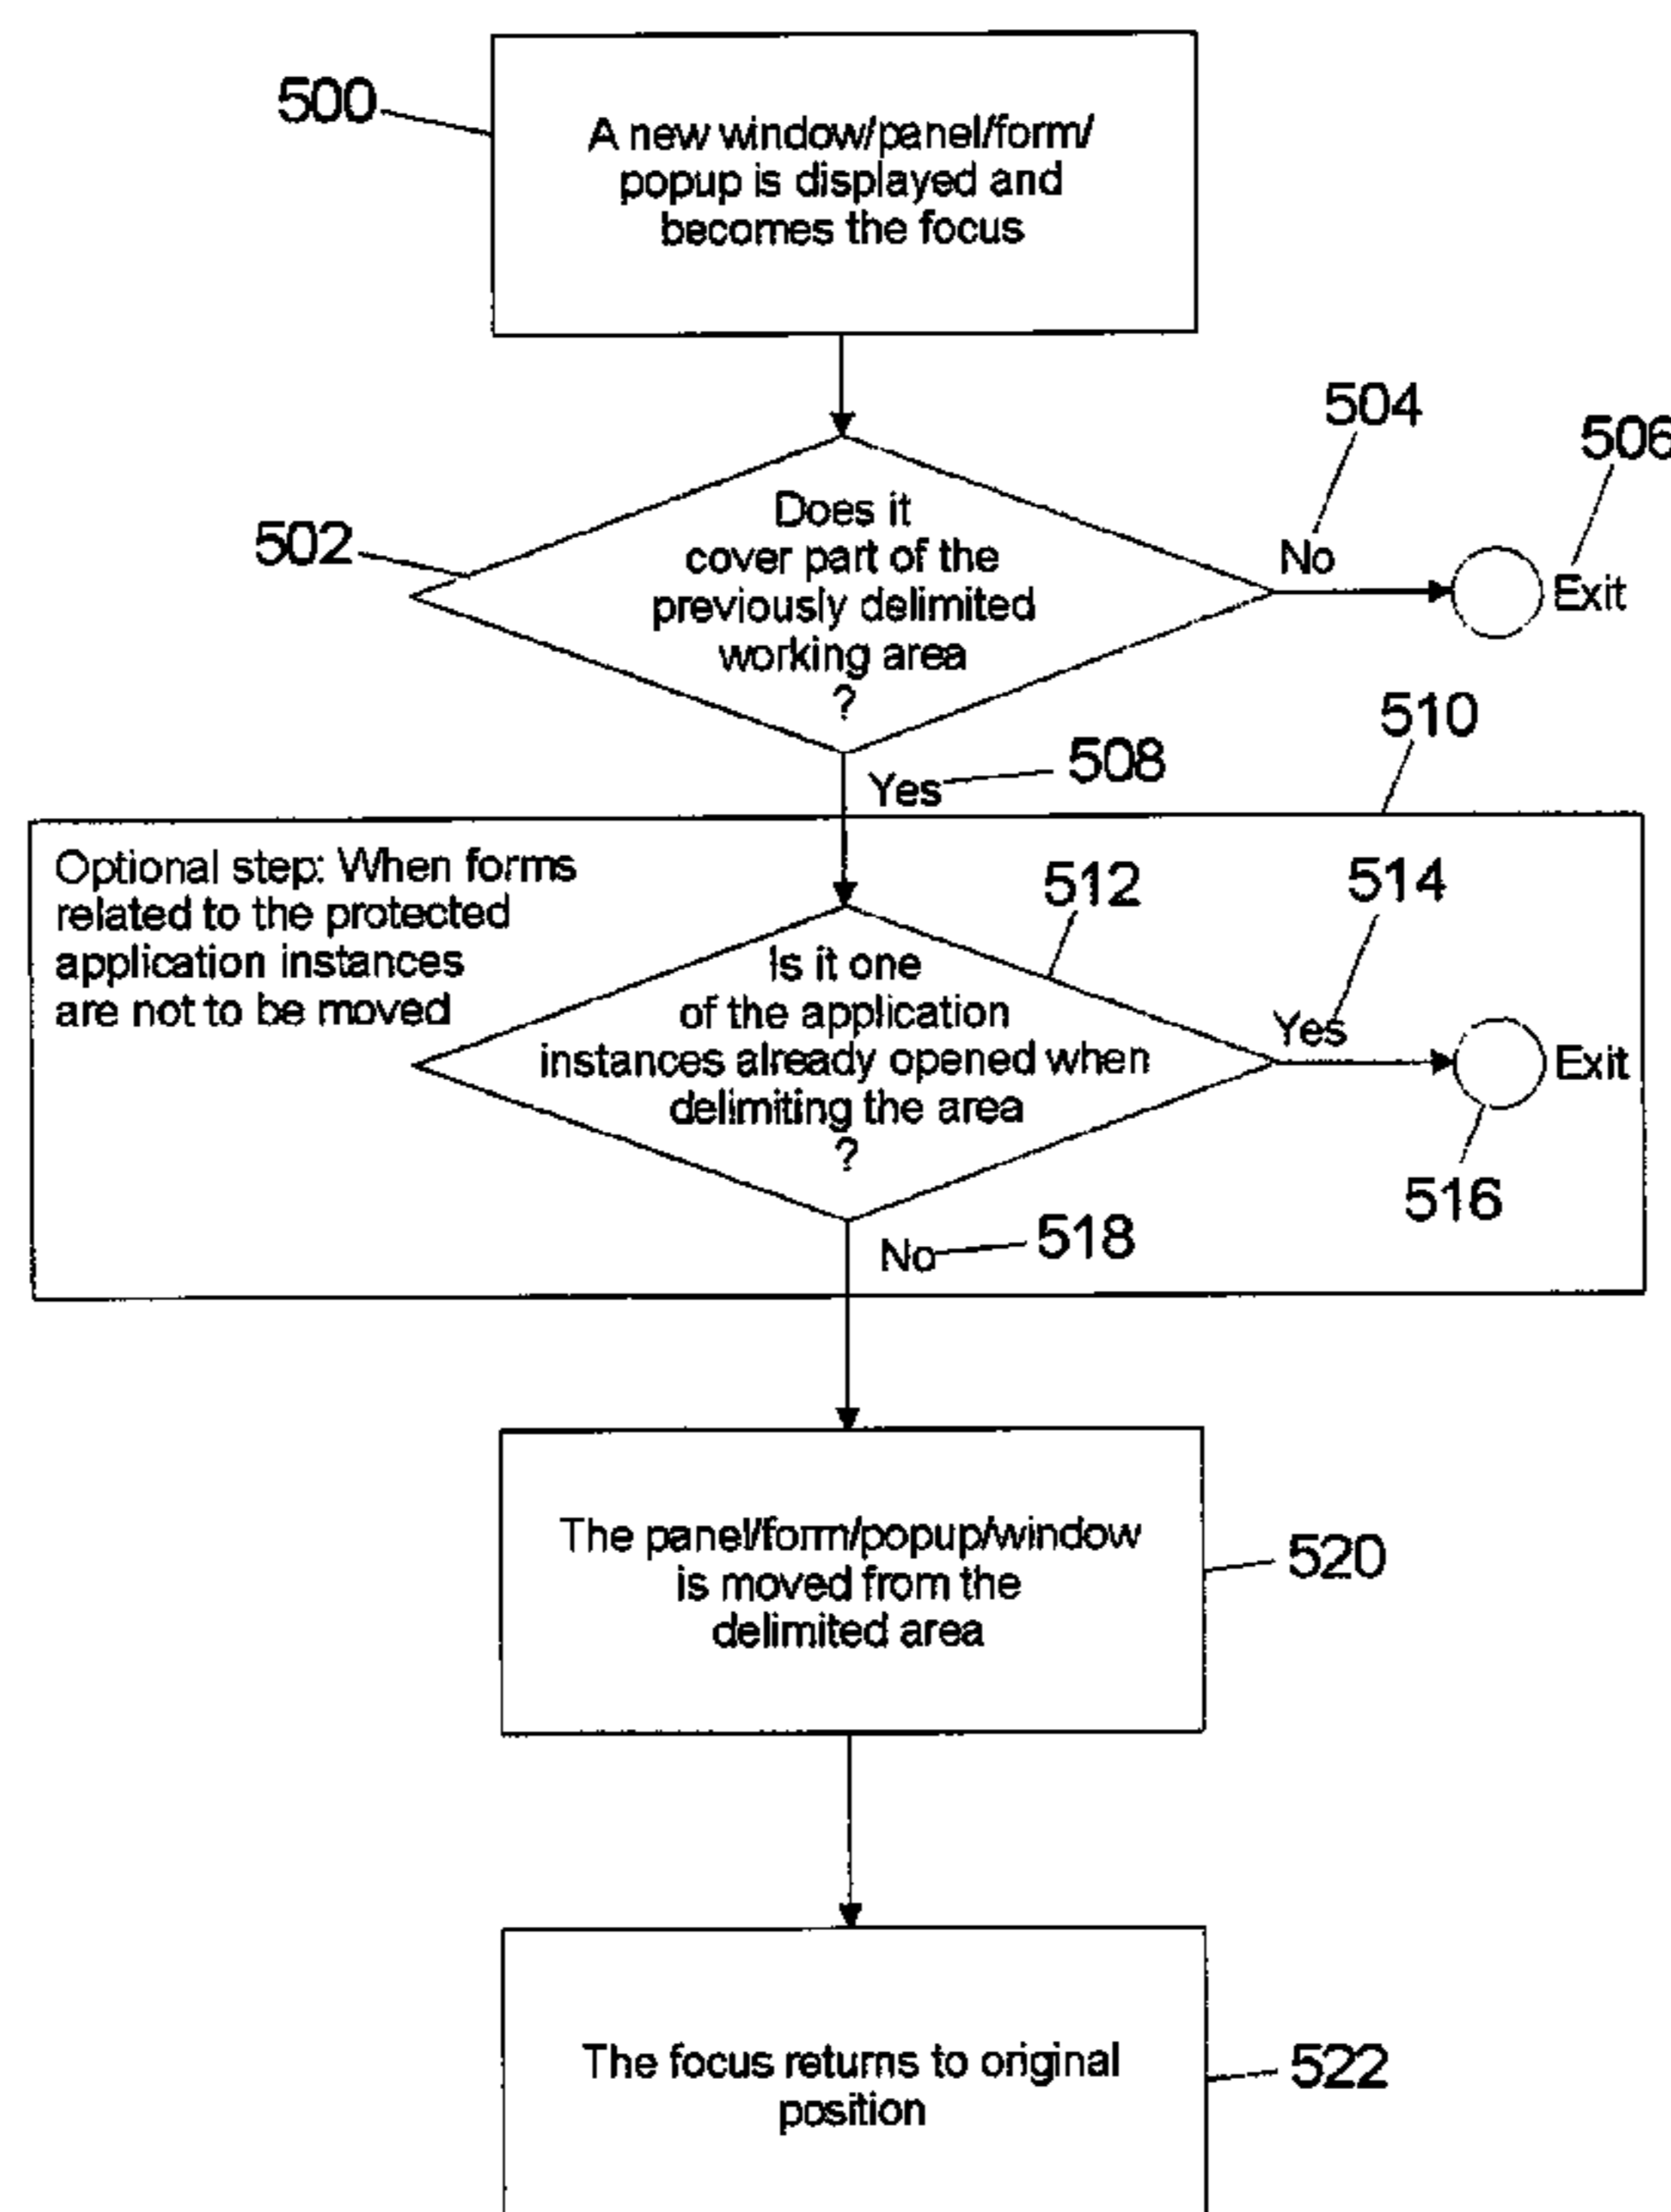 500
A new window/panel/form/
popup is displayed and
becomes the focus
504
506
502
Does it
cover part of the
previously delimited
working area
?
No
Exit
510
Yes
508
Optional step: When forms
related to the protected
application instances
are not to be moved
512
514
Is it one
of the application
instances already opened when
delimiting the area
?
Yes
Exit
516
No
518
The panel/form/popup/window
is moved from the
delimited area
520
The focus returns to original
position
522